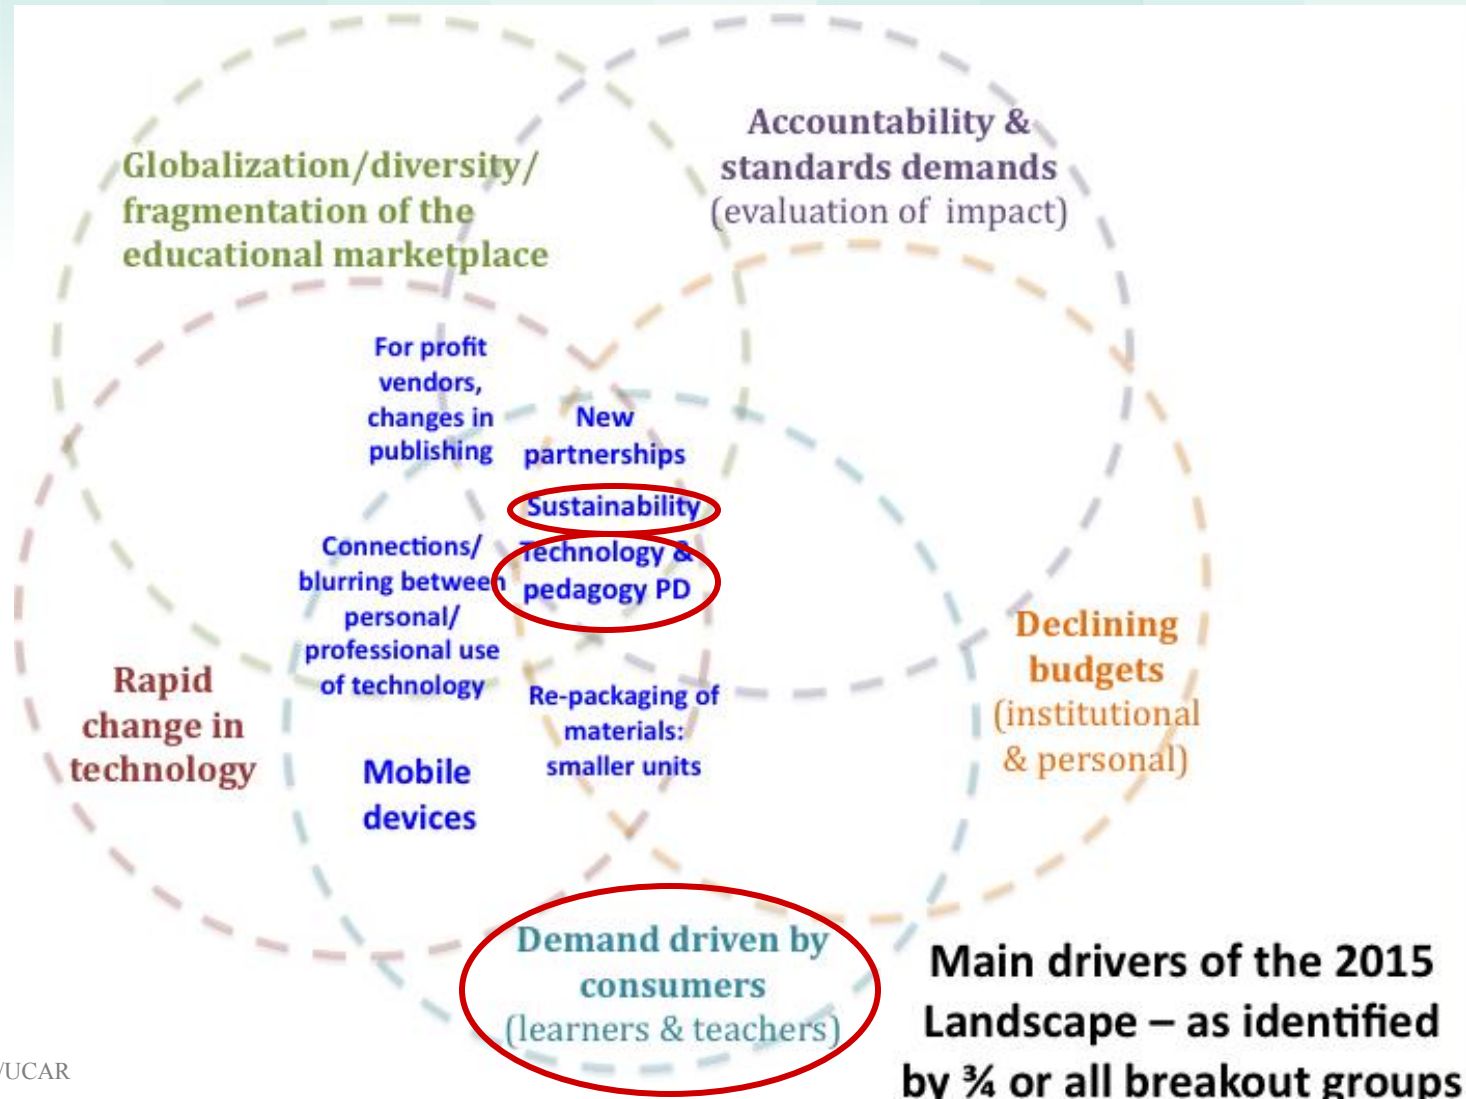 Globalization/diversity/
fragmentation of the
educational marketplace
Accountability &
standards demands
(evaluation of impact)
For profit
vendors,
changes in
publishing
New
partnerships
Sustainability
Technology &
pedagogy PD
Connections/
blurring between
personal/
professional use
of technology
Re-packaging of
materials:
smaller units
Mobile
devices
Rapid
change in
technology
Declining
budgets
(institutional
& personal)
Demand driven by
consumers
(learners & teachers)
Main drivers of the 2015
Landscape – as identified
by ¾ or all breakout groups
/UCAR